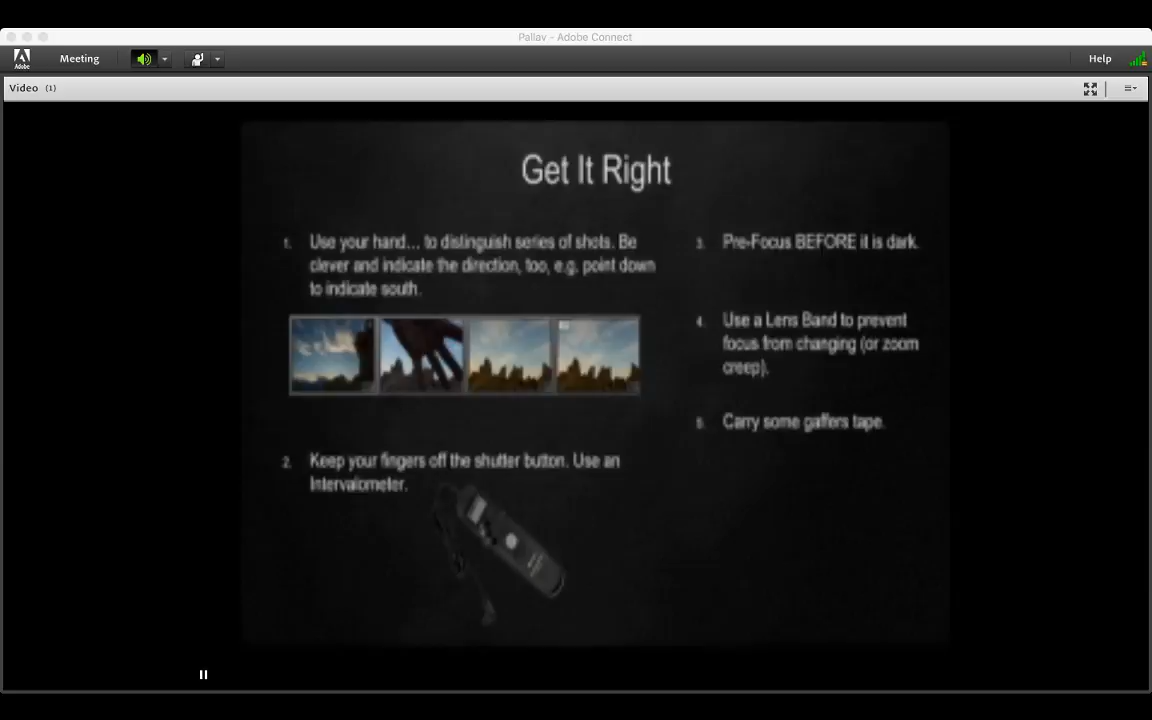 Pallav - Adobe Connect
Adobe
Meeting
Help
Video (1)
Get It Right
1. Use your hand... to distinguish series of shots. Be
clever and indicate the direction, too, e.g. point down
to indicate south.
2. Keep your fingers off the shutter button. Use an
Intervalometer.
3. Pre-Focus BEFORE it is dark.
4. Use a Lens Band to prevent
focus from changing (or zoom
creep).
5. Carry some gaffers tape.